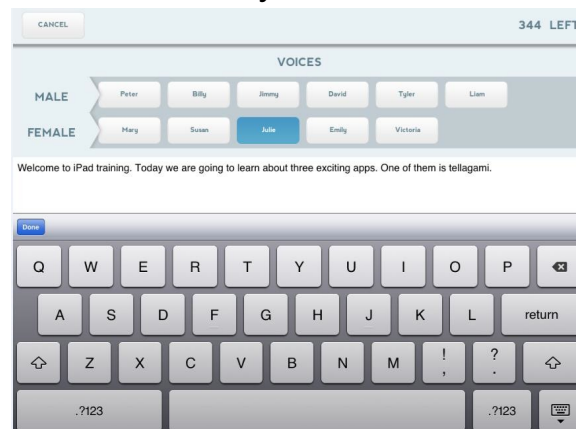 CANCEL 344 LEFT
VOICES
MALE Peter Billy Jimmy David Tyler Liam
FEMALE Mary Susan Julie Emily Victoria
Welcome to iPad training. Today we are going to learn about three exciting apps. One of them is tellagami.
Done
Q W E R T Y U I O P
A S D F G H J K L return
Z X C V B N M ! , ? .
.?123 .?123